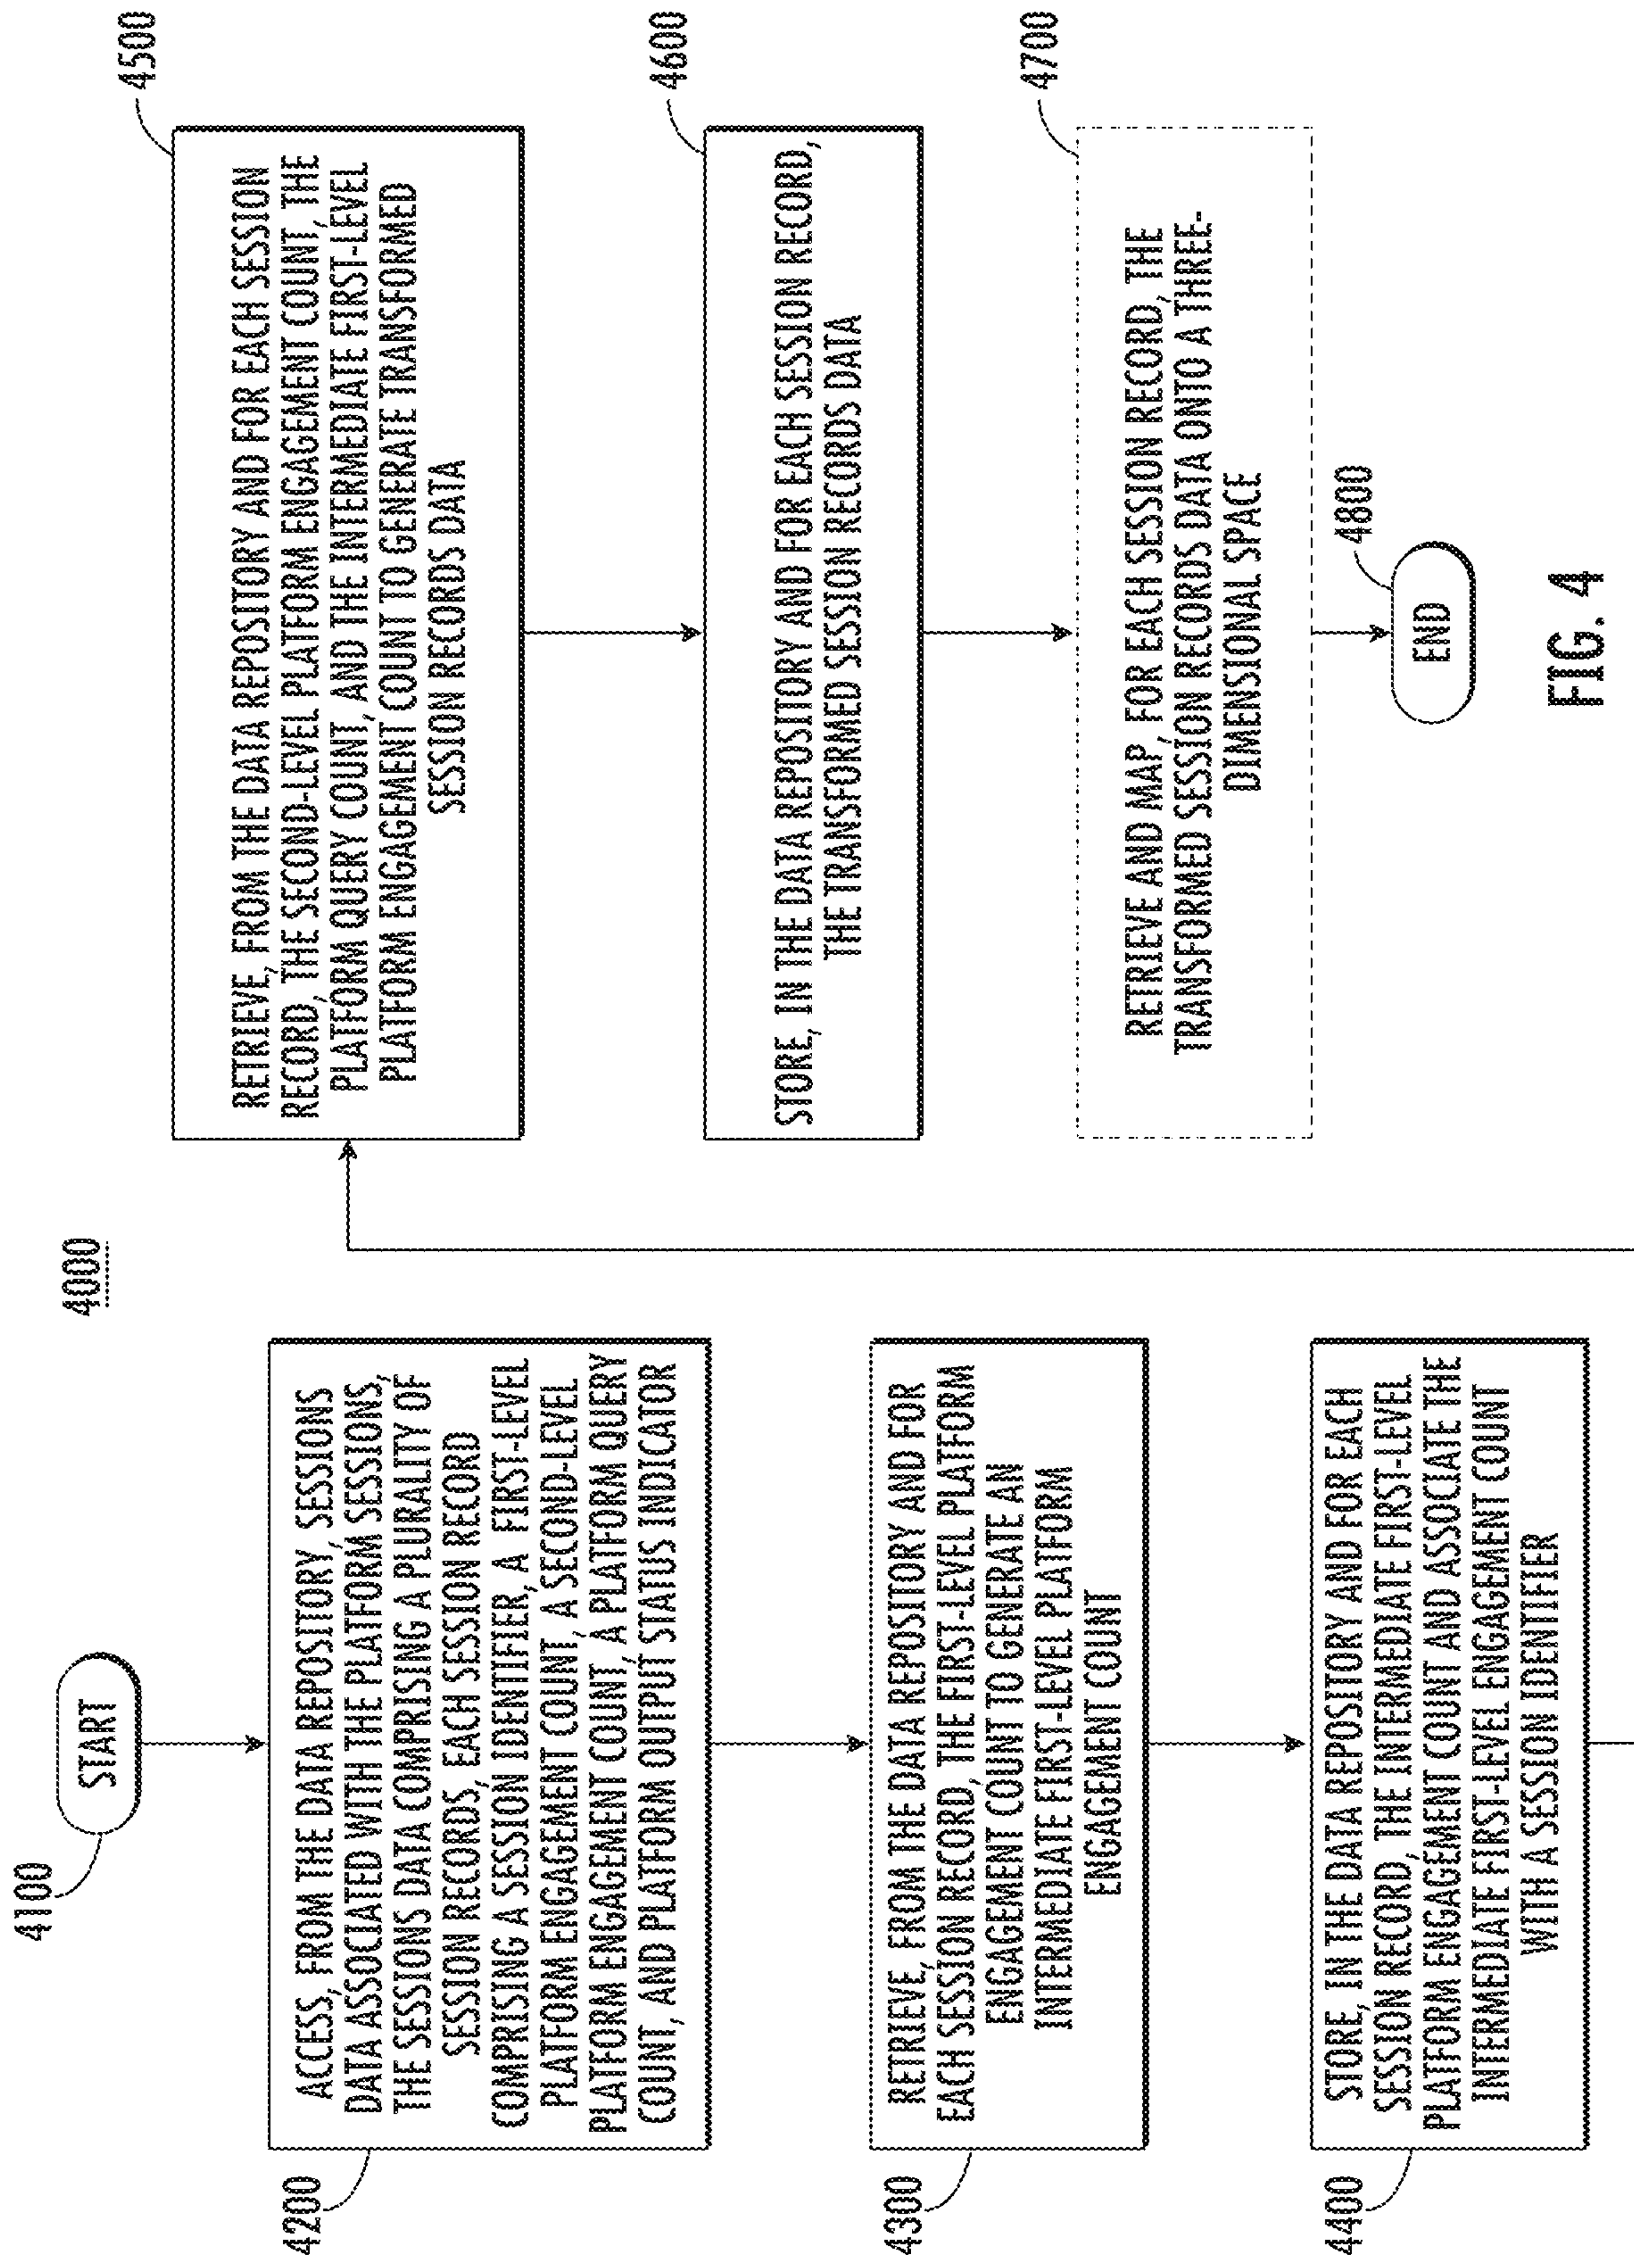 4000
4100
START
4200
ACCESS, FROM THE DATA REPOSITORY, SESSIONS
DATA ASSOCIATED WITH THE PLATFORM SESSIONS,
THE SESSIONS DATA COMPRISING A PLURALITY OF
SESSION RECORDS, EACH SESSION RECORD
COMPRISING A SESSION IDENTIFIER, A FIRST-LEVEL
PLATFORM ENGAGEMENT COUNT, A SECOND-LEVEL
PLATFORM ENGAGEMENT COUNT, A PLATFORM QUERY
COUNT, AND PLATFORM OUTPUT STATUS INDICATOR
4300
RETRIEVE, FROM THE DATA REPOSITORY AND FOR
EACH SESSION RECORD, THE FIRST-LEVEL PLATFORM
ENGAGEMENT COUNT TO GENERATE AN
INTERMEDIATE FIRST-LEVEL PLATFORM
ENGAGEMENT COUNT
4400
STORE, IN THE DATA REPOSITORY AND FOR EACH
SESSION RECORD, THE INTERMEDIATE FIRST-LEVEL
PLATFORM ENGAGEMENT COUNT AND ASSOCIATE THE
INTERMEDIATE FIRST-LEVEL ENGAGEMENT COUNT
WITH A SESSION IDENTIFIER
4500
RETRIEVE, FROM THE DATA REPOSITORY AND FOR EACH SESSION
RECORD, THE SECOND-LEVEL PLATFORM ENGAGEMENT COUNT, THE
PLATFORM QUERY COUNT, AND THE INTERMEDIATE FIRST-LEVEL
PLATFORM ENGAGEMENT COUNT TO GENERATE TRANSFORMED
SESSION RECORDS DATA
4600
STORE, IN THE DATA REPOSITORY AND FOR EACH SESSION RECORD,
THE TRANSFORMED SESSION RECORDS DATA
4700
RETRIEVE AND MAP, FOR EACH SESSION RECORD, THE
TRANSFORMED SESSION RECORDS DATA ONTO A THREE-
DIMENSIONAL SPACE
4800
END
FIG. 4